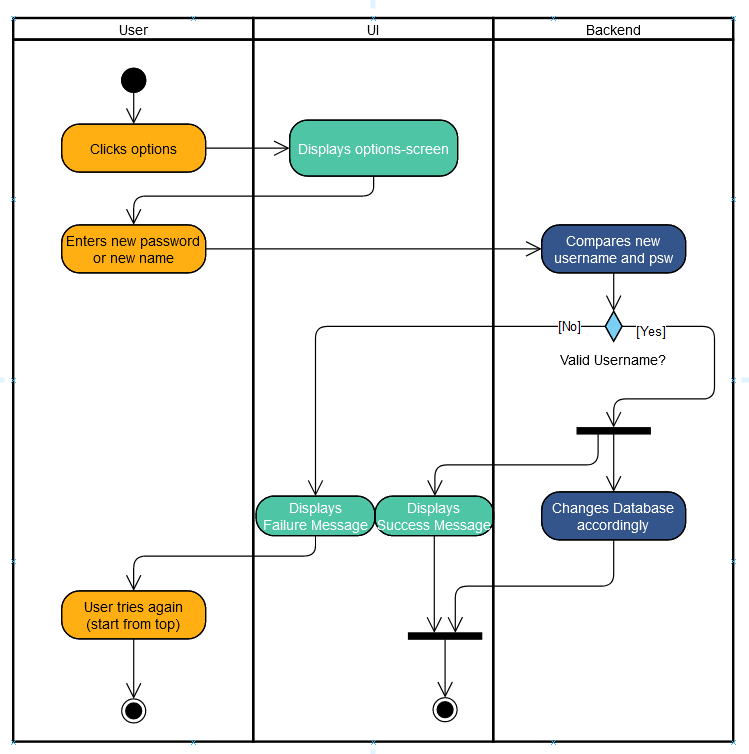 User
UI
Backend
Clicks options
Displays options-screen
Enters new password
or new name
Compares new
username and psw
[No]
[Yes]
Valid Username?
Displays
Failure Message
Displays
Success Message
Changes Database
accordingly
User tries again
(start from top)